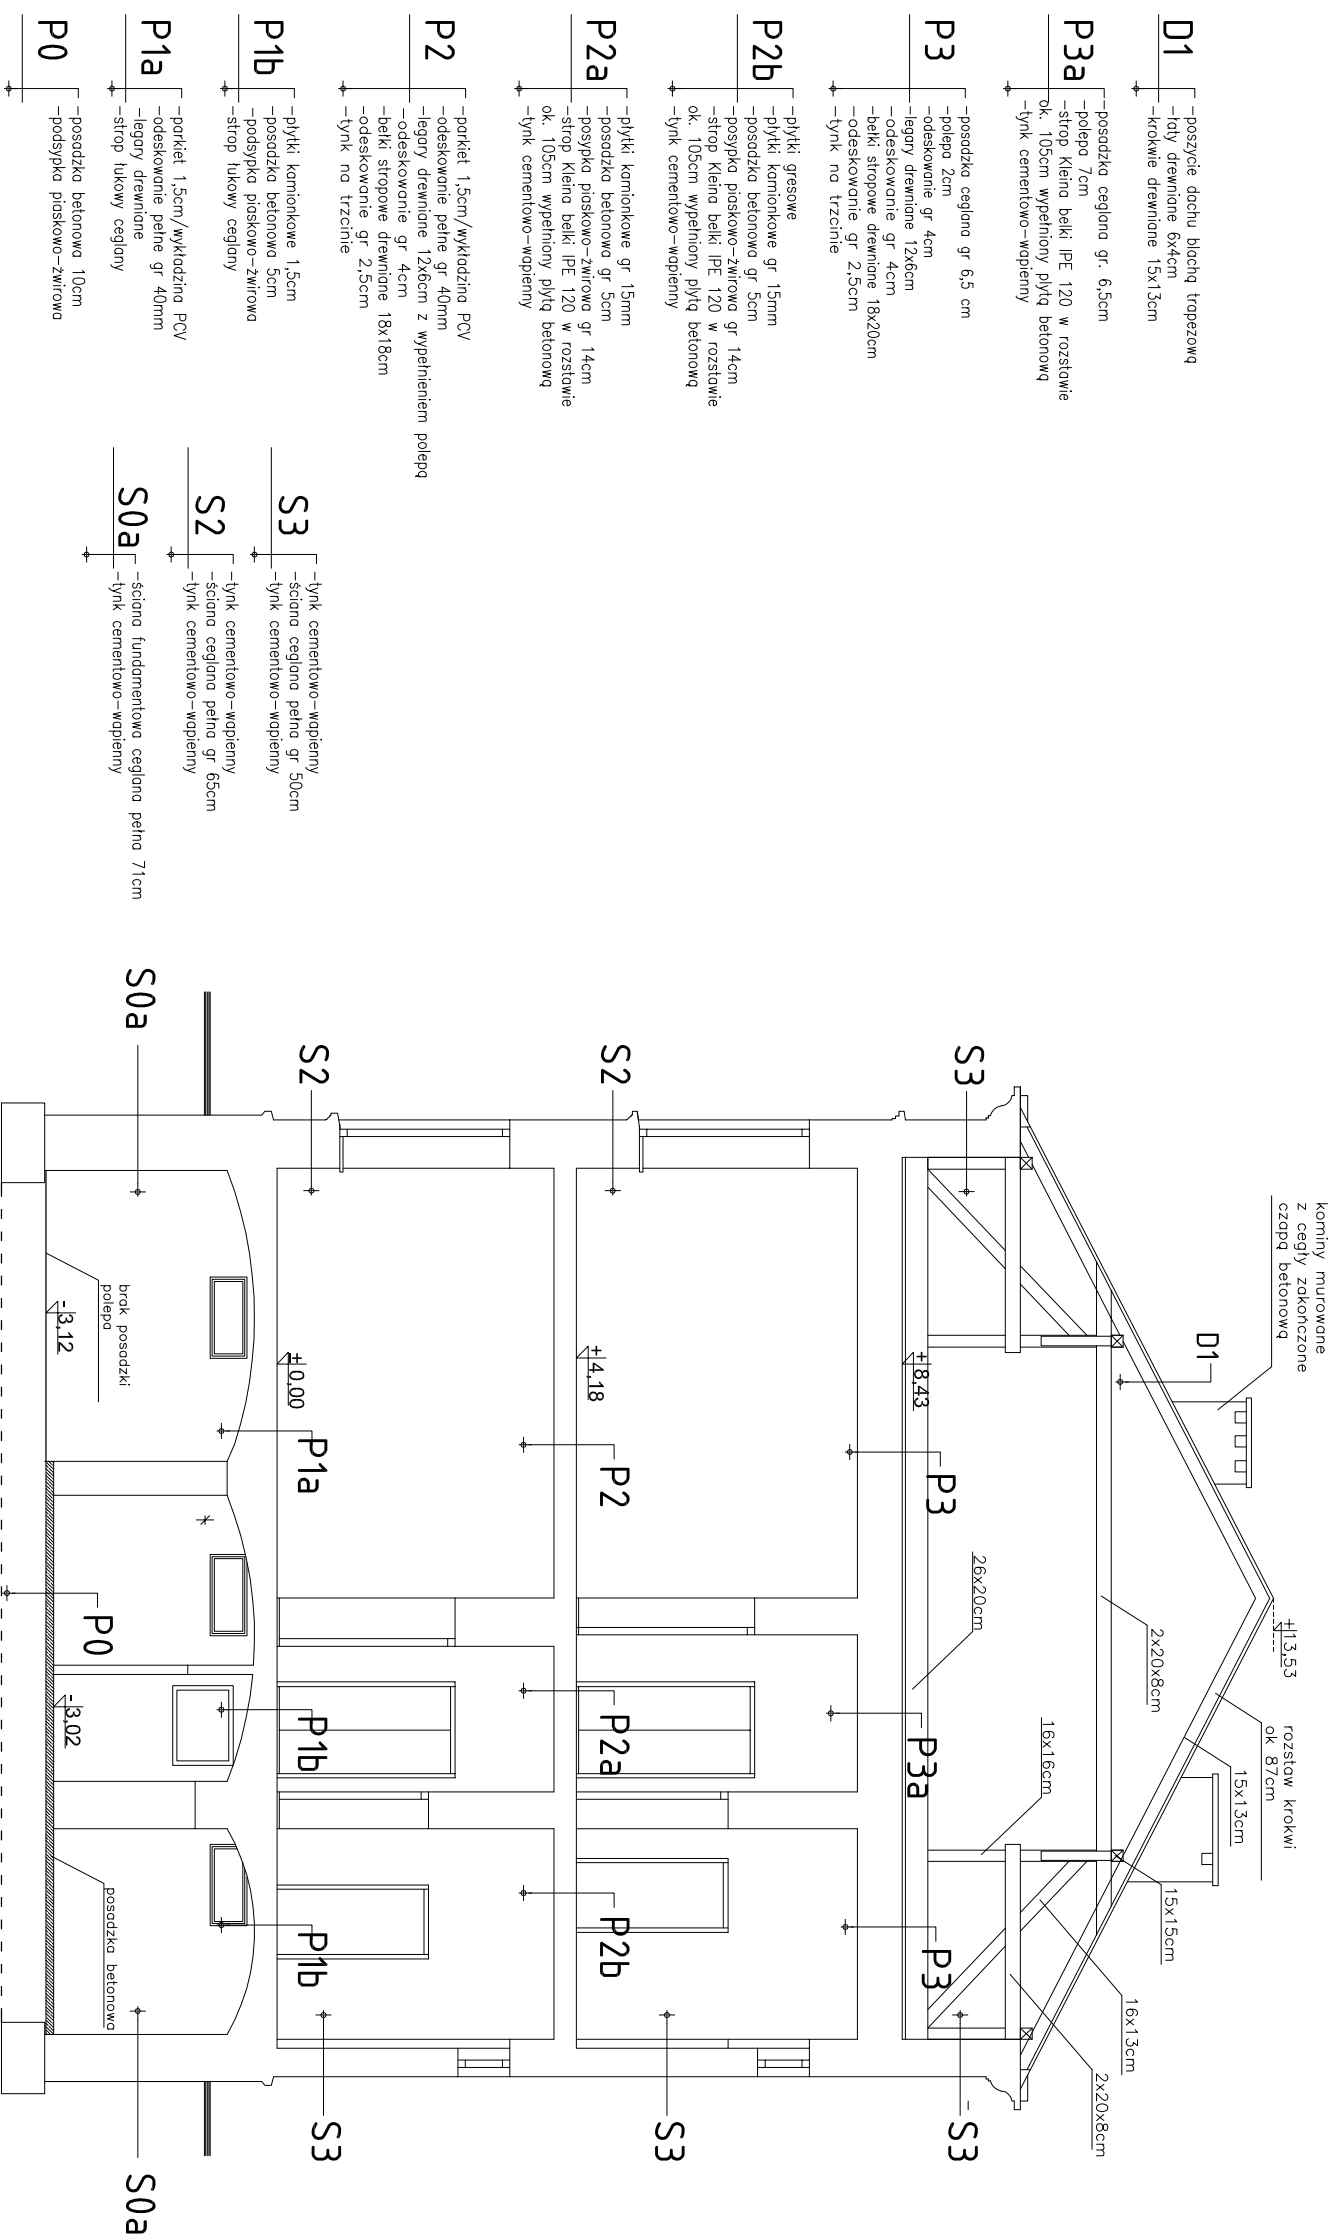 D1
-poszycie dachu blachą trapezową
-łaty drewniane 6x4cm
-krokwie drewniane 15x13cm
P3a
-posadzka ceglana gr. 6,5cm
-polepa 7cm
-strop Kleina belki IPE 120 w rozstawie
ok. 105cm wypełniony płytą betonową
-tynk cementowo-wapienny
P3
-posadzka ceglana gr 6,5 cm
-polepa 2cm
-odeskowanie gr 4cm
-legary drewniane 12x6cm
-odeskowanie gr 4cm
-belki stropowe drewniane 18x20cm
-odeskowanie gr 2,5cm
-tynk na trzcinie
P2b
-płytki gresowe
-płytki kamionkowe gr 15mm
-posadzka betonowa gr 5cm
-posypka piaskowo-żwirowa gr 14cm
-strop Kleina belki IPE 120 w rozstawie
ok. 105cm wypełniony płytą betonową
-tynk cementowo-wapienny
P2a
-płytki kamionkowe gr 15mm
-posadzka betonowa gr 5cm
-posypka piaskowo-żwirowa gr 14cm
-strop Kleina belki IPE 120 w rozstawie
ok. 105cm wypełniony płytą betonową
-tynk cementowo-wapienny
P2
-parkiet 1,5cm/wykładzina PCV
-odeskowanie pełne gr 40mm
-legary drewniane 12x6cm z wypełnieniem polepą
-odeskowanie gr 4cm
-belki stropowe drewniane 18x18cm
-odeskowanie gr 2,5cm
-tynk na trzcinie
P1b
-płytki kamionkowe 1,5cm
-posadzka betonowa 5cm
-podsypka piaskowo-żwirowa
-strop łukowy ceglany
P1a
-parkiet 1,5cm/wykładzina PCV
-odeskowanie pełne gr 40mm
-legary drewniane
-strop łukowy ceglany
P0
-posadzka betonowa 10cm
-podsypka piaskowo-żwirowa
S3
-tynk cementowo-wapienny
-ściana ceglana pełna gr 50cm
-tynk cementowo-wapienny
S2
-tynk cementowo-wapienny
-ściana ceglana pełna gr 65cm
-tynk cementowo-wapienny
S0a
-ściana fundamentowa ceglana pełna 71cm
-tynk cementowo-wapienny
kominy murowane
z cegły zakończone
czapą betonową
D1
+13,53
rozstaw krokwi
ok 87cm
15x13cm
2x20x8cm
15x15cm
16x13cm
2x20x8cm
16x16cm
26x20cm
S3
+8,43
P3
P3a
P3
S3
S2
+4,18
P2
P2a
P2b
S3
S2
+0,00
P1a
P1b
P1b
S3
S0a
brak posadzki
polepa
-3,12
P0
-3,02
posadzka betonowa
S0a